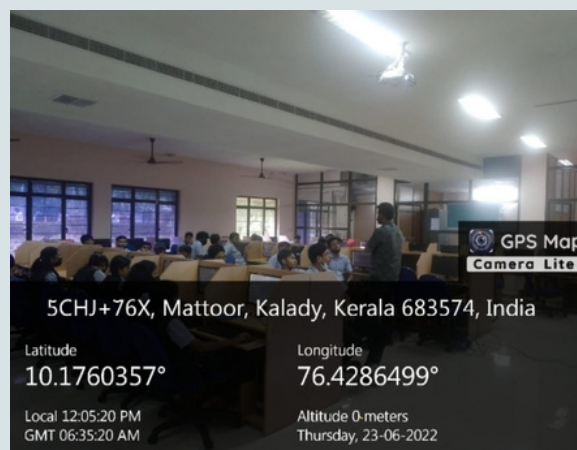 GPS Map
Camera Lite
5CHJ+76X, Mattoor, Kalady, Kerala 683574, India
Latitude
10.1760357°
Longitude
76.4286499°
Local 12:05:20 PM
GMT 06:35:20 AM
Altitude 0 meters
Thursday, 23-06-2022